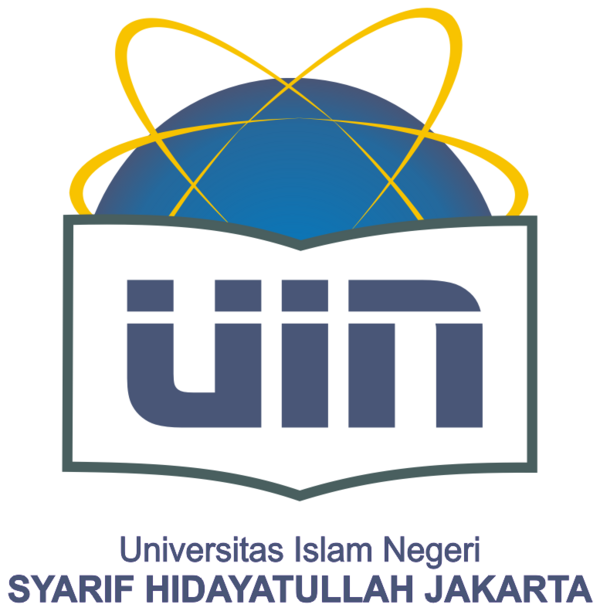 UIN
Universitas Islam Negeri
SYARIF HIDAYATULLAH JAKARTA